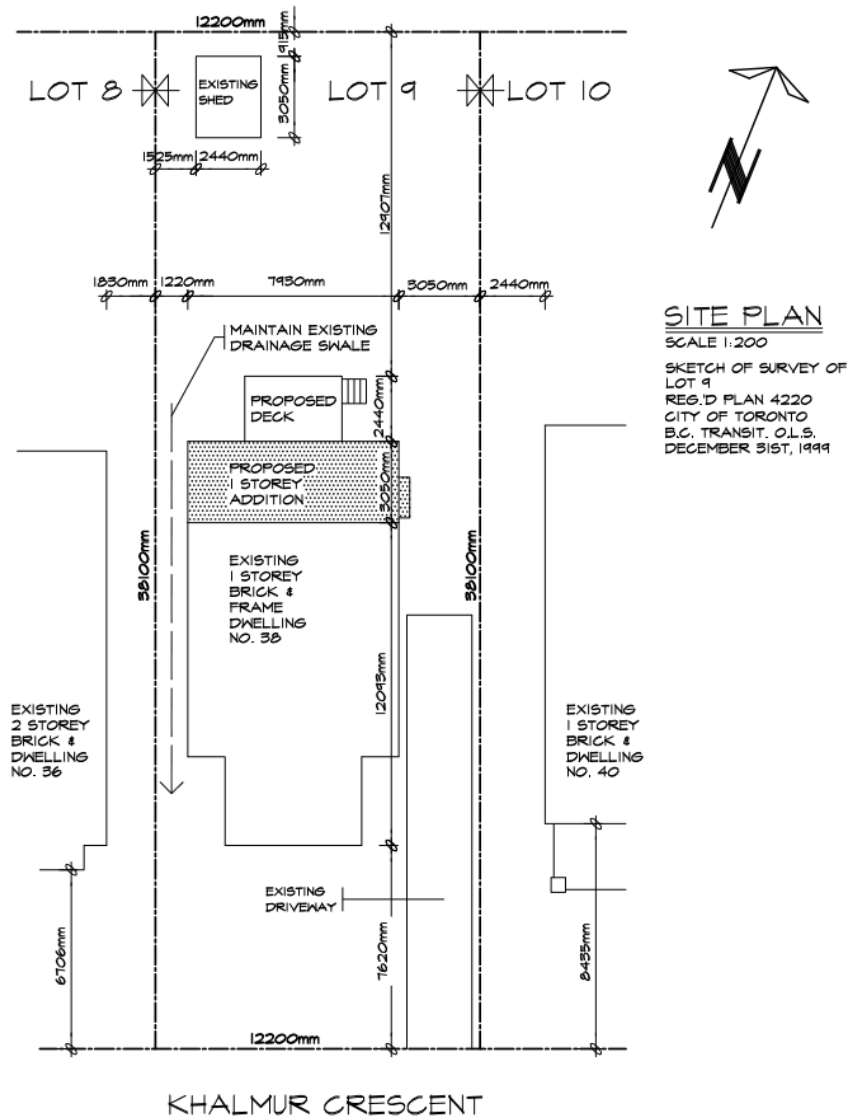 12200mm
915mm
LOT 8
EXISTING
SHED
3050mm
LOT 9
LOT 10
1525mm
2440mm
12907mm
N
1830mm
1220mm
7930mm
3050mm
2440mm
SITE PLAN
SCALE 1:200
SKETCH OF SURVEY OF
LOT 9
REG.'D PLAN 4220
CITY OF TORONTO
B.C. TRANSIT. O.L.S.
DECEMBER 31ST, 1999
MAINTAIN EXISTING
DRAINAGE SWALE
PROPOSED
DECK
2440mm
PROPOSED
1 STOREY
ADDITION
3050mm
38100mm
38100mm
EXISTING
1 STOREY
BRICK &
FRAME
DWELLING
NO. 38
12093mm
EXISTING
2 STOREY
BRICK &
DWELLING
NO. 36
EXISTING
1 STOREY
BRICK &
DWELLING
NO. 40
EXISTING
DRIVEWAY
6706mm
7620mm
8435mm
12200mm
KHALMUR CRESCENT